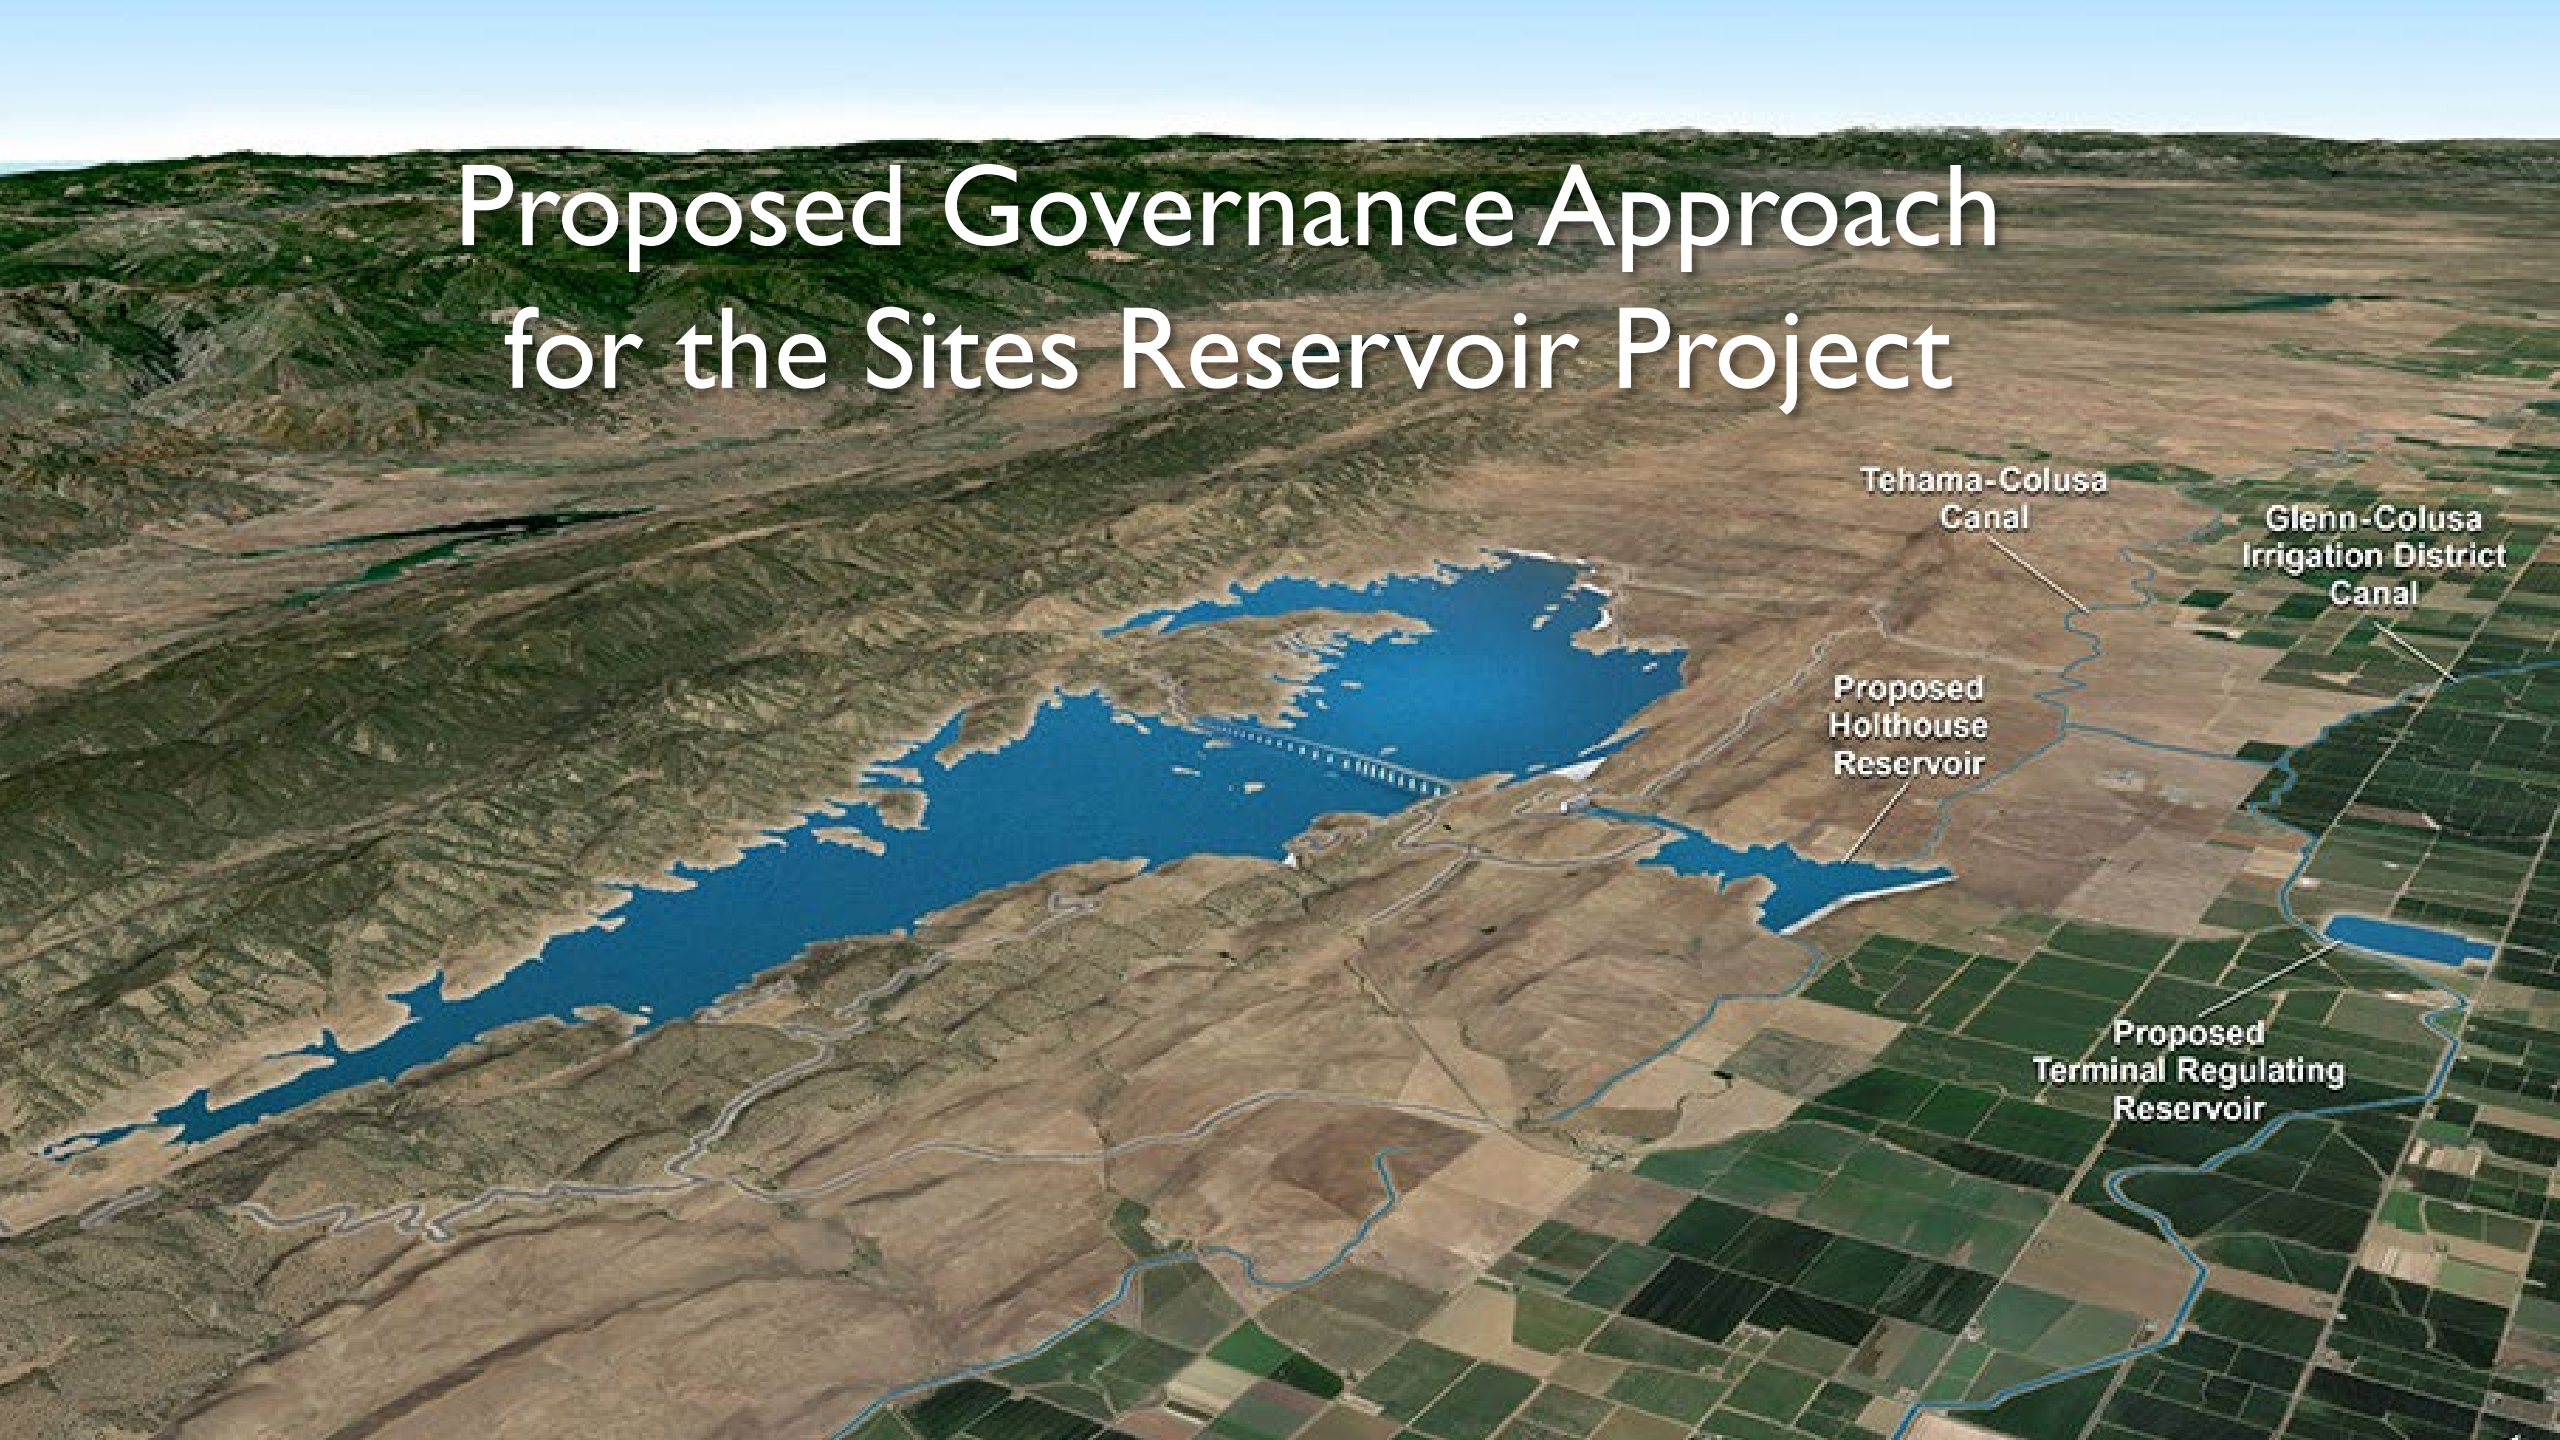 Proposed Governance Approach
for the Sites Reservoir Project
Tehama-Colusa
Canal
Glenn-Colusa
Irrigation District
Canal
Proposed
Holthouse
Reservoir
Proposed
Terminal Regulating
Reservoir